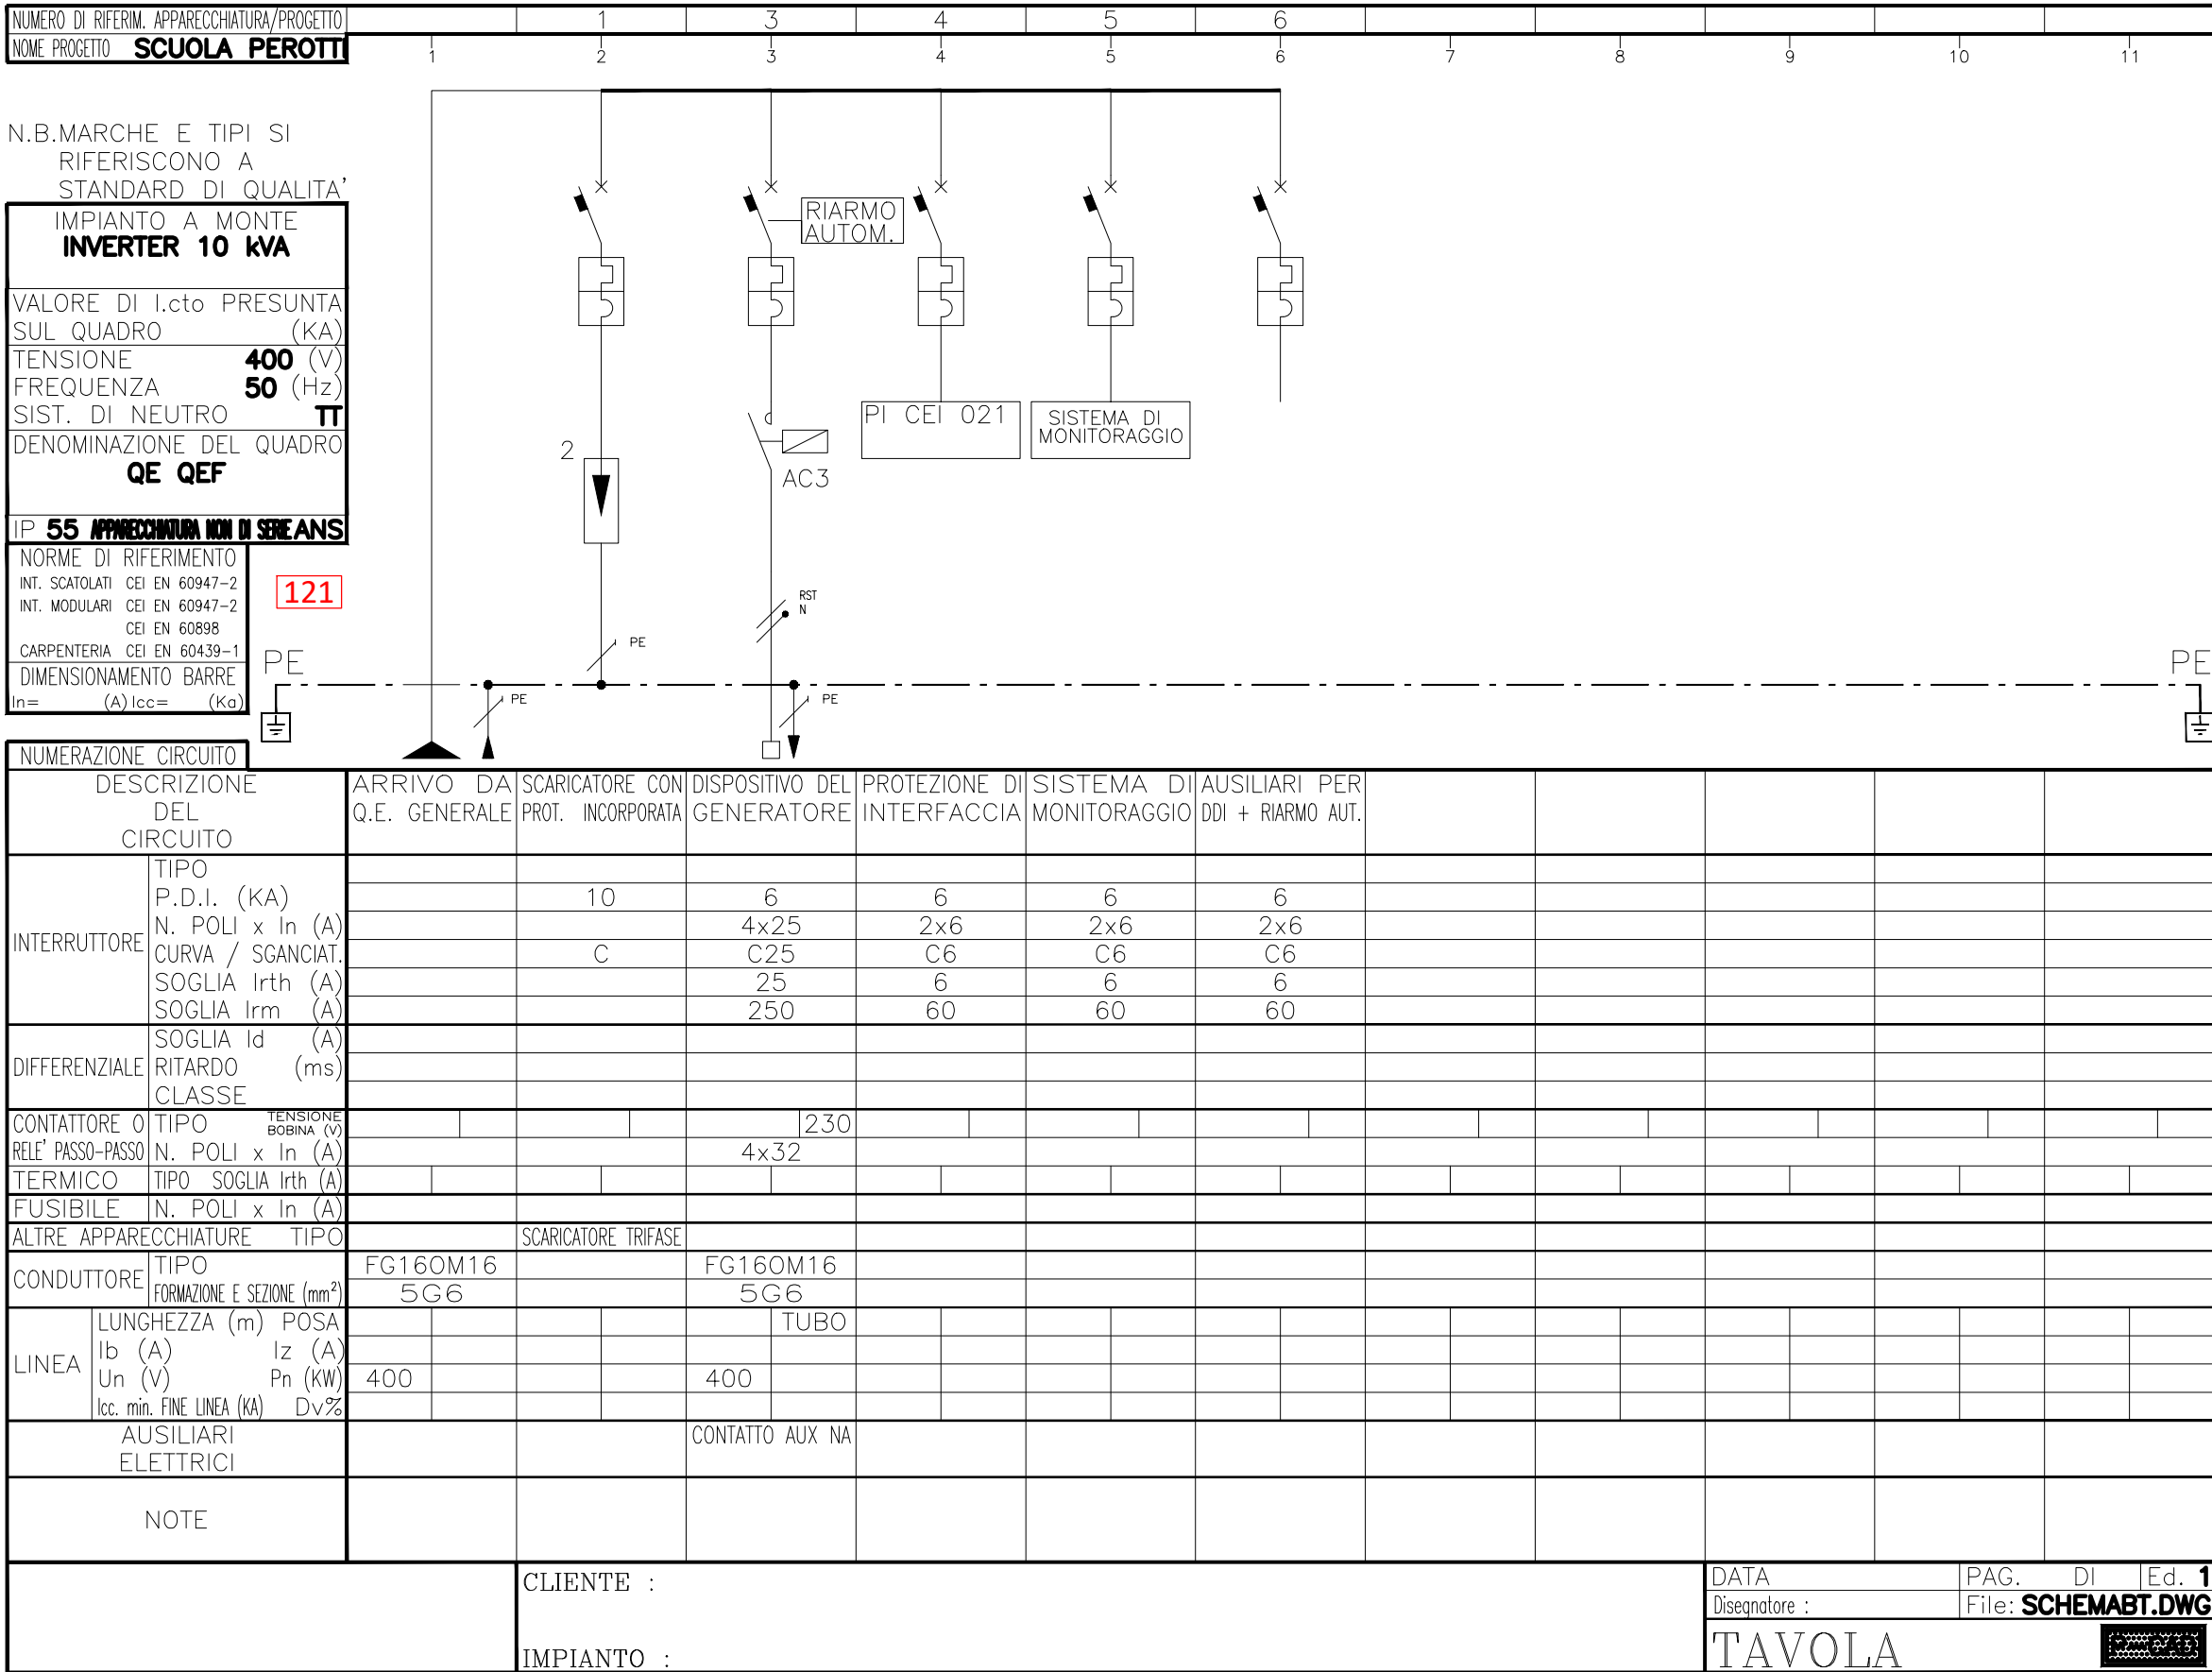 NUMERO DI RIFERIM. APPARECCHIATURA/PROGETTO 1 3 4 5 6
NOME PROGETTO SCUOLA PEROTTI 1 2 3 4 5 6 7 8 9 10 11
N.B.MARCHE E TIPI SI
RIFERISCONO A
STANDARD DI QUALITA'
IMPIANTO A MONTE
INVERTER 10 kVA
VALORE DI I.cto PRESUNTA
SUL QUADRO (KA)
TENSIONE 400 (V)
FREQUENZA 50 (Hz)
SIST. DI NEUTRO TT
DENOMINAZIONE DEL QUADRO
QE QEF
IP 55 APPARECCHIATURA NON DI SERIE ANS
NORME DI RIFERIMENTO
INT. SCATOLATI CEI EN 60947-2
INT. MODULARI CEI EN 60947-2
CEI EN 60898
CARPENTERIA CEI EN 60439-1
DIMENSIONAMENTO BARRE
In= (A) Icc= (Ka)
121
RIARMO
AUTOM.
PI CEI 021
SISTEMA DI
MONITORAGGIO
2
AC3
RST
N
PE
PE
PE
PE
PE
NUMERAZIONE CIRCUITO
DESCRIZIONE
DEL
CIRCUITO
ARRIVO DA
Q.E. GENERALE
SCARICATORE CON
PROT. INCORPORATA
DISPOSITIVO DEL
GENERATORE
PROTEZIONE DI
INTERFACCIA
SISTEMA DI
MONITORAGGIO
AUSILIARI PER
DDI + RIARMO AUT.
INTERRUTTORE
TIPO
P.D.I. (KA) 10 6 6 6 6
N. POLI x In (A) 4x25 2x6 2x6 2x6
CURVA / SGANCIAT. C C25 C6 C6 C6
SOGLIA Irth (A) 25 6 6 6
SOGLIA Irm (A) 250 60 60 60
DIFFERENZIALE
SOGLIA Id (A)
RITARDO (ms)
CLASSE
CONTATTORE O
RELE' PASSO-PASSO
TIPO TENSIONE
BOBINA (V) 230
N. POLI x In (A) 4x32
TERMICO TIPO SOGLIA Irth (A)
FUSIBILE N. POLI x In (A)
ALTRE APPARECCHIATURE TIPO SCARICATORE TRIFASE
CONDUTTORE
TIPO FG16OM16 FG16OM16
FORMAZIONE E SEZIONE (mm²) 5G6 5G6
LINEA
LUNGHEZZA (m) POSA TUBO
Ib (A) Iz (A)
Un (V) Pn (KW) 400 400
Icc. min. FINE LINEA (KA) Dv%
AUSILIARI
ELETTRICI
CONTATTO AUX NA
NOTE
CLIENTE :
IMPIANTO :
DATA PAG. DI Ed. 1
Disegnatore : File: SCHEMABT.DWG
TAVOLA